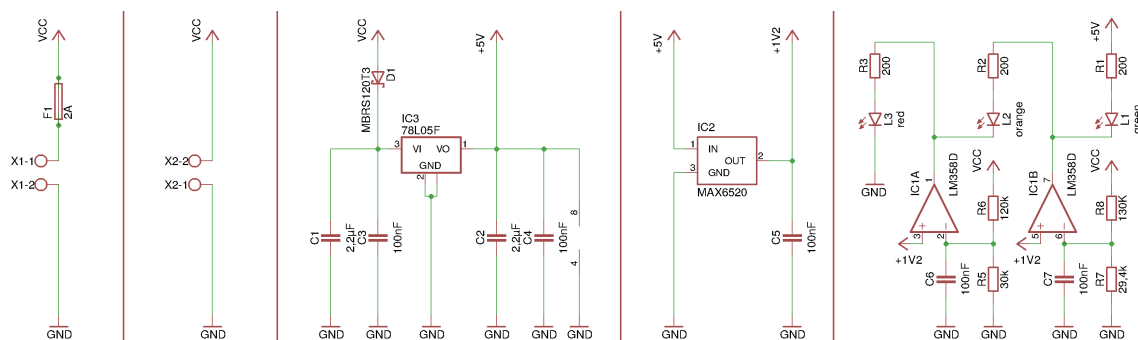 VCC
F1
2A
X1-1
X1-2
GND
VCC
X2-2
X2-1
GND
VCC
MBRS120T3
D1
+5V
IC3
78L05F
3
VI
VO
1
GND
2
C1
2.2µF
C3
100nF
C2
2.2µF
C4
100nF
8
4
GND
GND
GND
GND
GND
GND
+5V
+1V2
IC2
1
IN
OUT
2
3
GND
MAX6520
C5
100nF
GND
GND
R3
200
L3
red
GND
R2
200
L2
orange
+5V
R1
200
L1
green
IC1A
1
LM358D
3
+
2
-
+1V2
VCC
R6
120k
C6
100nF
R5
30k
GND
GND
IC1B
7
LM358D
5
+
6
-
+1V2
VCC
R8
130K
C7
100nF
R7
29,4k
GND
GND